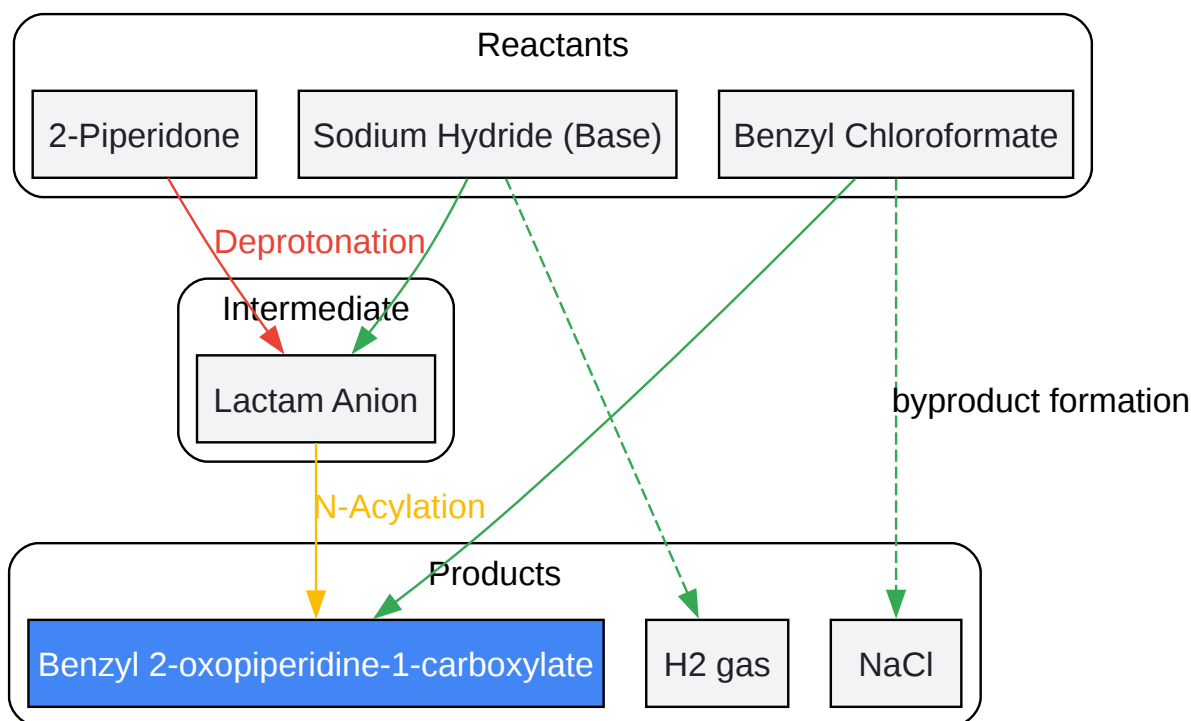 Reactants
2-Piperidone
Sodium Hydride (Base)
Benzyl Chloroformate
Deprotonation
Intermediate
Lactam Anion
byproduct formation
N-Acylation
Products
Benzyl 2-oxopiperidine-1-carboxylate
H2 gas
NaCl